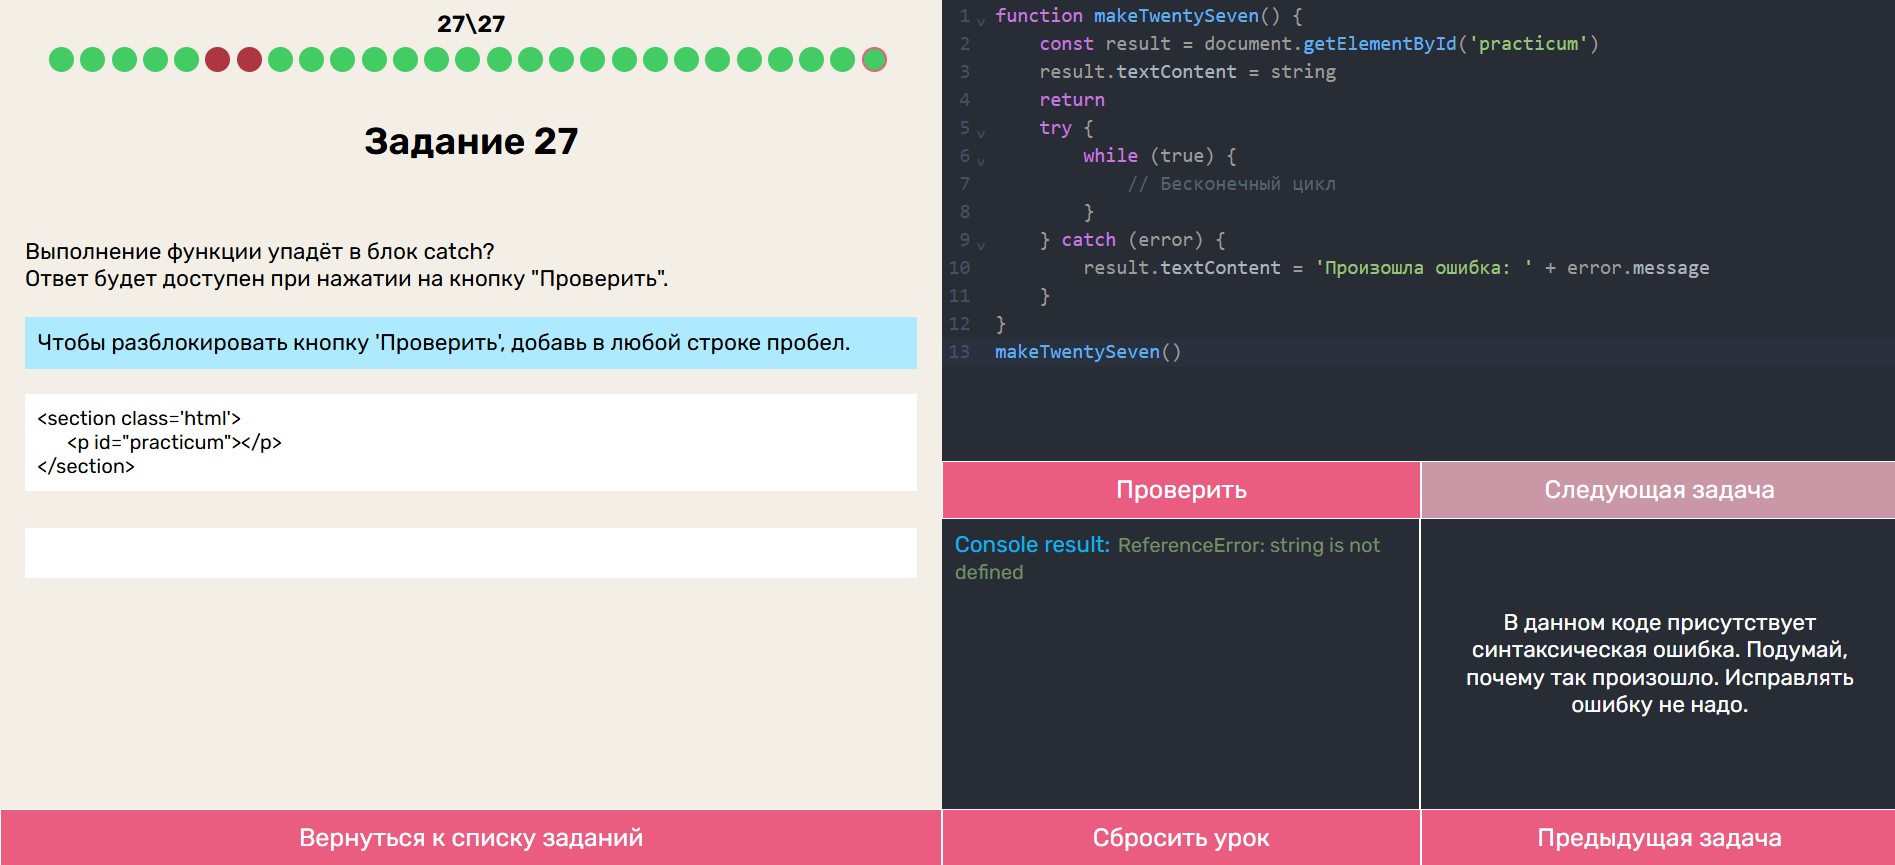 27\27
Задание 27
Выполнение функции упадёт в блок catch?
Ответ будет доступен при нажатии на кнопку "Проверить".
Чтобы разблокировать кнопку 'Проверить', добавь в любой строке пробел.
<section class='html'>
<p id="practicum"></p>
</section>
Вернуться к списку заданий
1 function makeTwentySeven() {
2 const result = document.getElementById('practicum')
3 result.textContent = string
4 return
5 try {
6 while (true) {
7 // Бесконечный цикл
8 }
9 } catch (error) {
10 result.textContent = 'Произошла ошибка: ' + error.message
11 }
12 }
13 makeTwentySeven()
Проверить
Следующая задача
Console result: ReferenceError: string is not
defined
В данном коде присутствует
синтаксическая ошибка. Подумай,
почему так произошло. Исправлять
ошибку не надо.
Сбросить урок
Предыдущая задача